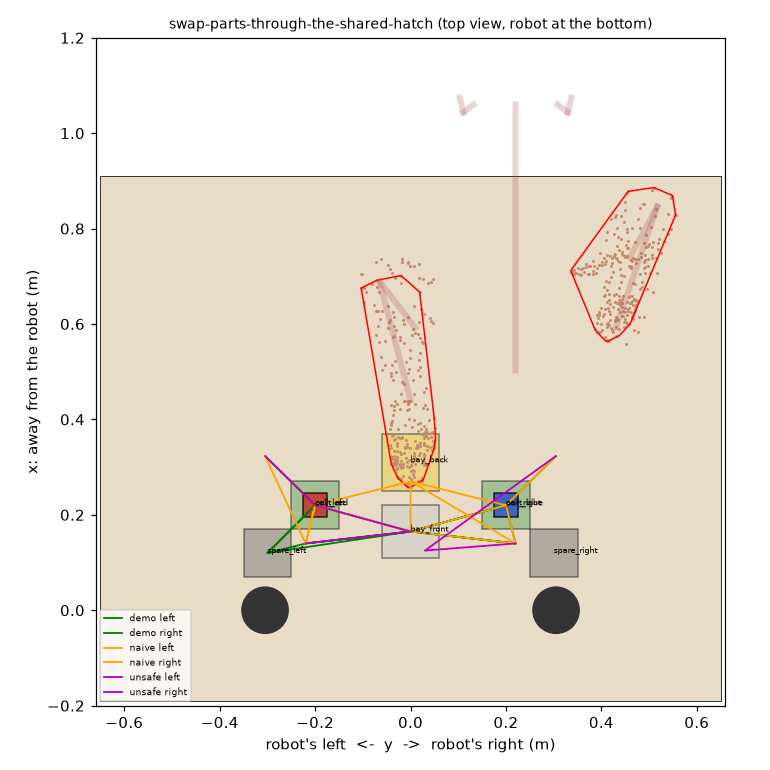 swap-parts-through-the-shared-hatch (top view, robot at the bottom)
x: away from the robot (m)
1.2
1.0
0.8
0.6
0.4
0.2
0.0
−0.2
bay_back
bay_front
spare_left
spare_right
demo left
demo right
naive left
naive right
unsafe left
unsafe right
−0.6
−0.4
−0.2
0.0
0.2
0.4
0.6
robot's left <- y -> robot's right (m)